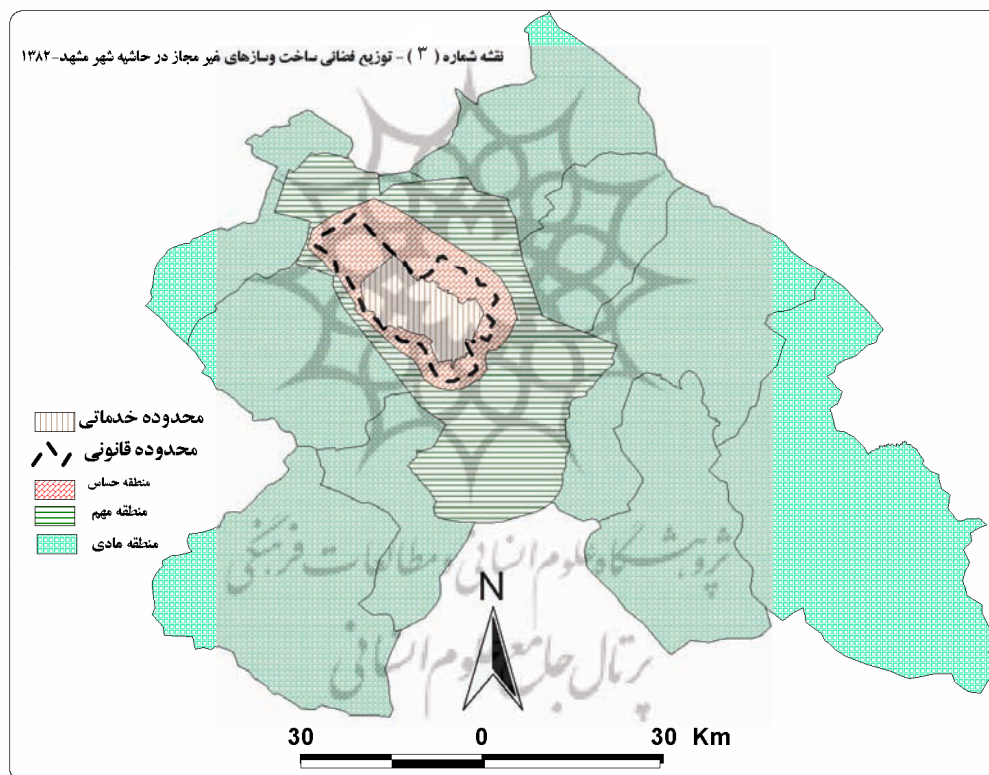 نقشه شماره ( ۳ ) - توزیع فضائی ساخت وسازهای غیر مجاز در حاشیه شهر مشهد-۱۳۸۲
محدوده خدماتی
محدوده قانونی
منطقه حساس
منطقه مهم
منطقه مادی
پژوهشگاه علوم انسانی و مطالعات فرهنگی
N
پرتال جامع علوم انسانی
30 0 30 Km